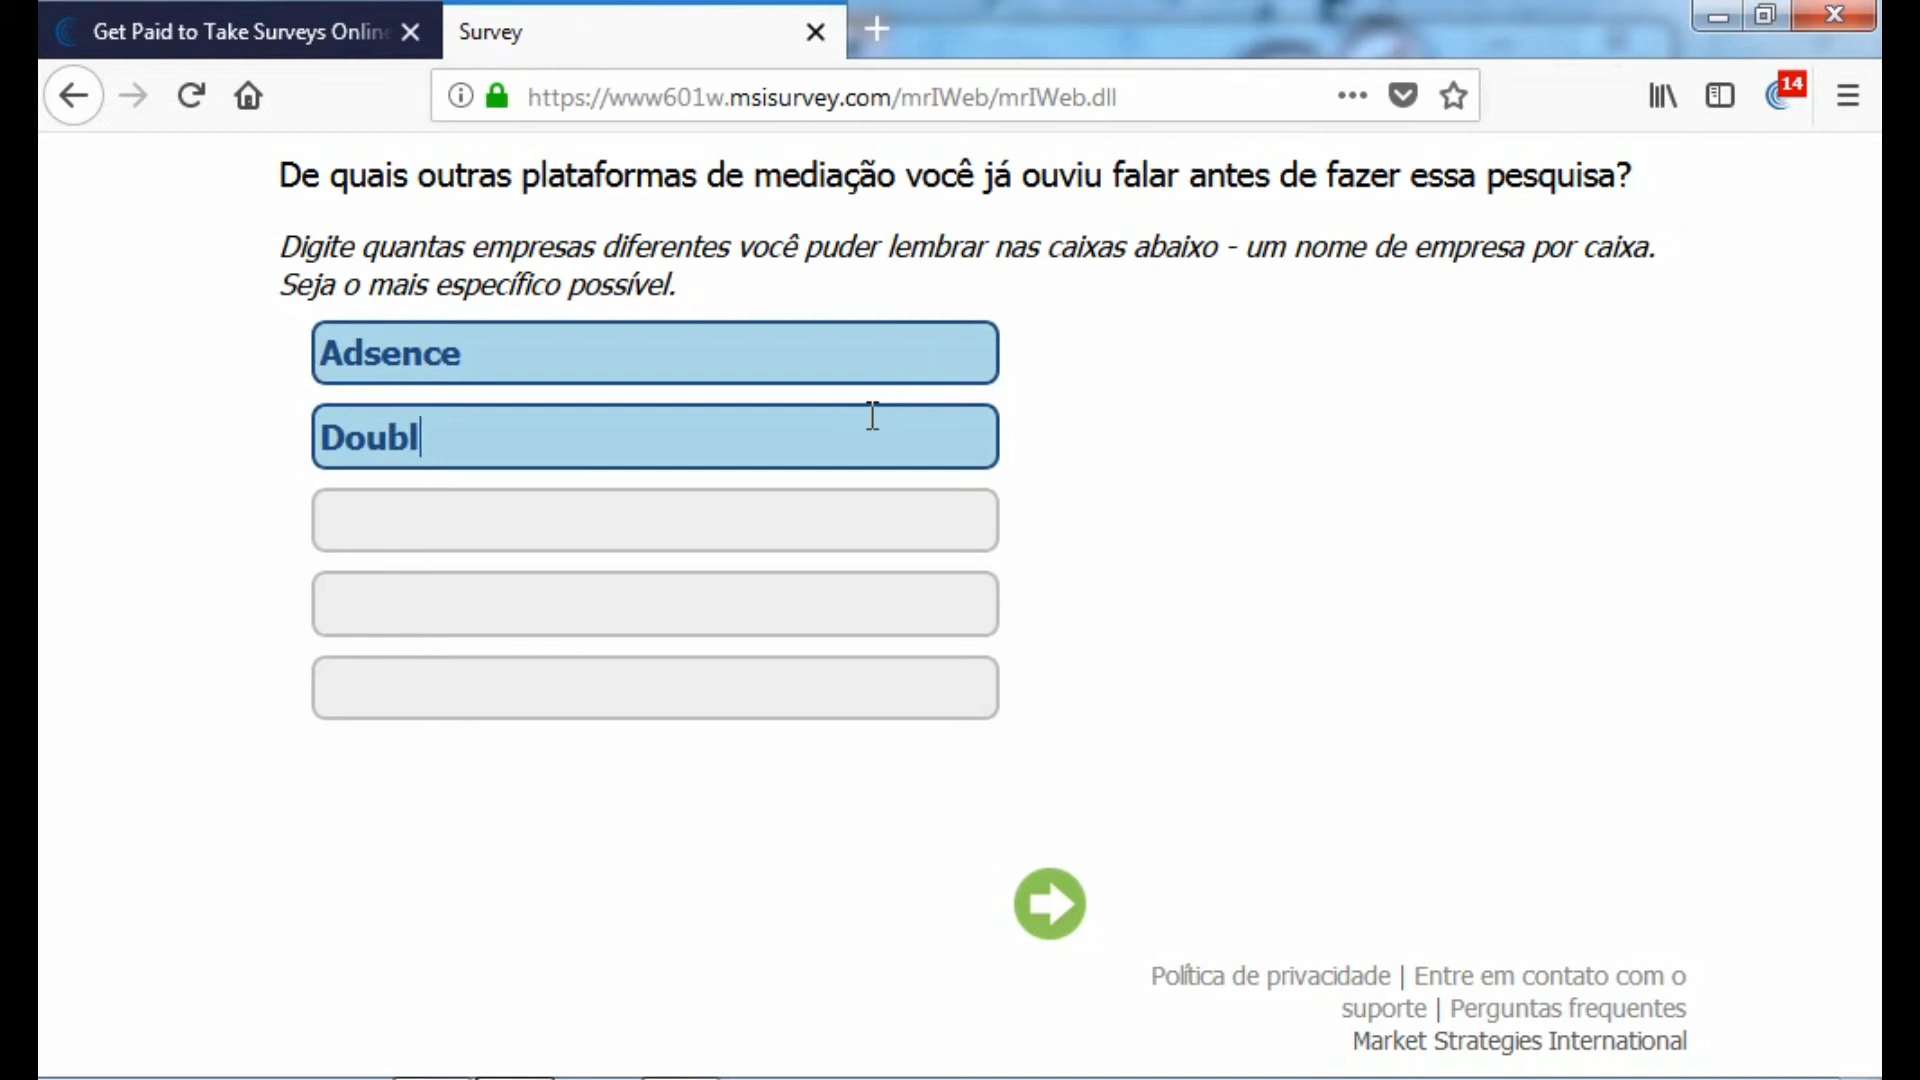 Get Paid to Take Surveys Onlin
Survey
14
https://www601w.msisurvey.com/mrIWeb/mrIWeb.dll
De quais outras plataformas de mediação você já ouviu falar antes de fazer essa pesquisa?
Digite quantas empresas diferentes você puder lembrar nas caixas abaixo - um nome de empresa por caixa.
Seja o mais específico possível.
Adsence
Doubl
Política de privacidade | Entre em contato com o
suporte | Perguntas frequentes
Market Strategies International